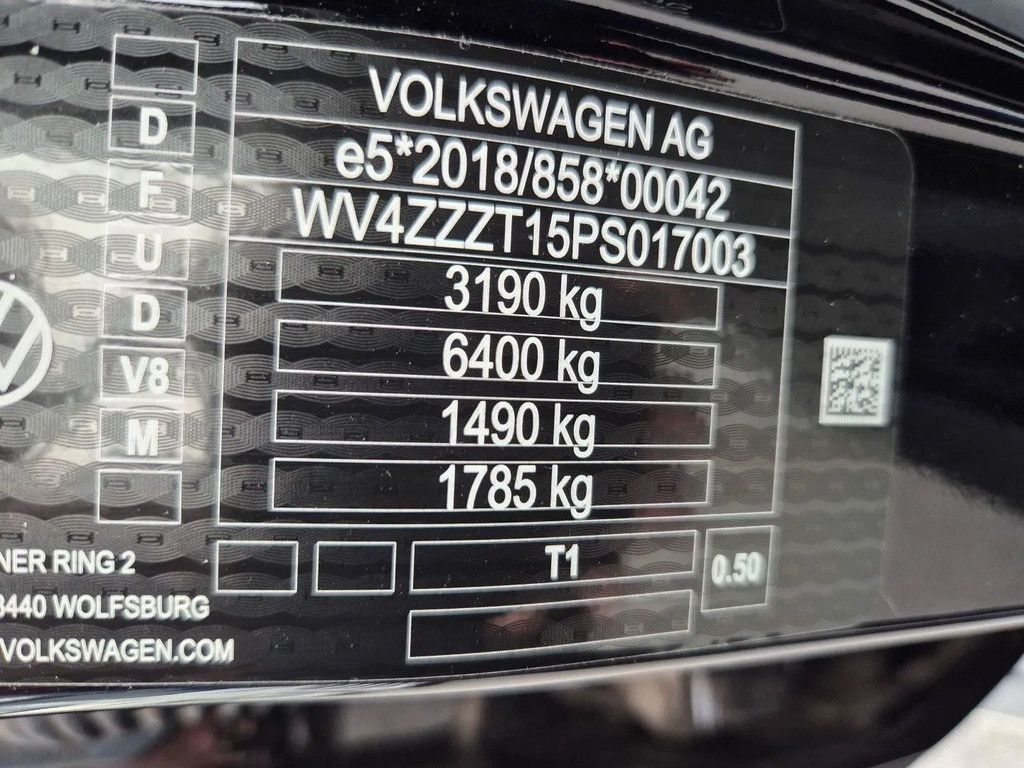 VOLKSWAGEN AG
e5*2018/858*00042
WV4ZZZT15PS017003
3190 kg
6400 kg
1490 kg
1785 kg
D
F
U
D
V8
M
T1
0.50
NER RING 2
8440 WOLFSBURG
VOLKSWAGEN.COM